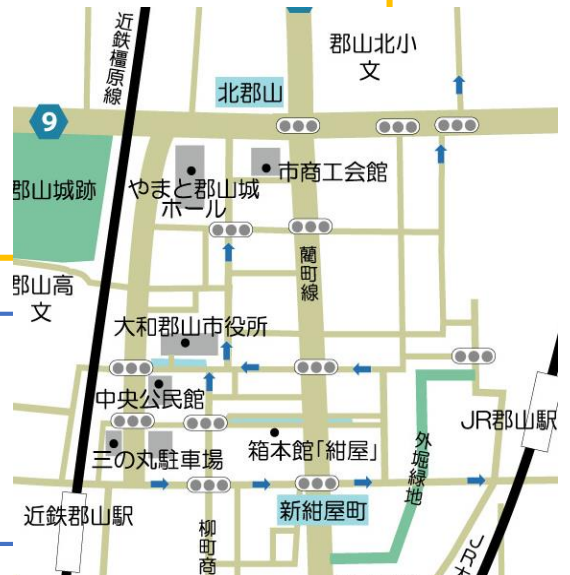 近鉄橿原線
郡山北小
文
北郡山
9
市商工会館
郡山城跡
やまと郡山城
ホール
藺町線
郡山高
文
大和郡山市役所
中央公民館
JR郡山駅
箱本館「紺屋」
外堀緑地
三の丸駐車場
近鉄郡山駅
新紺屋町
柳町商
JR大